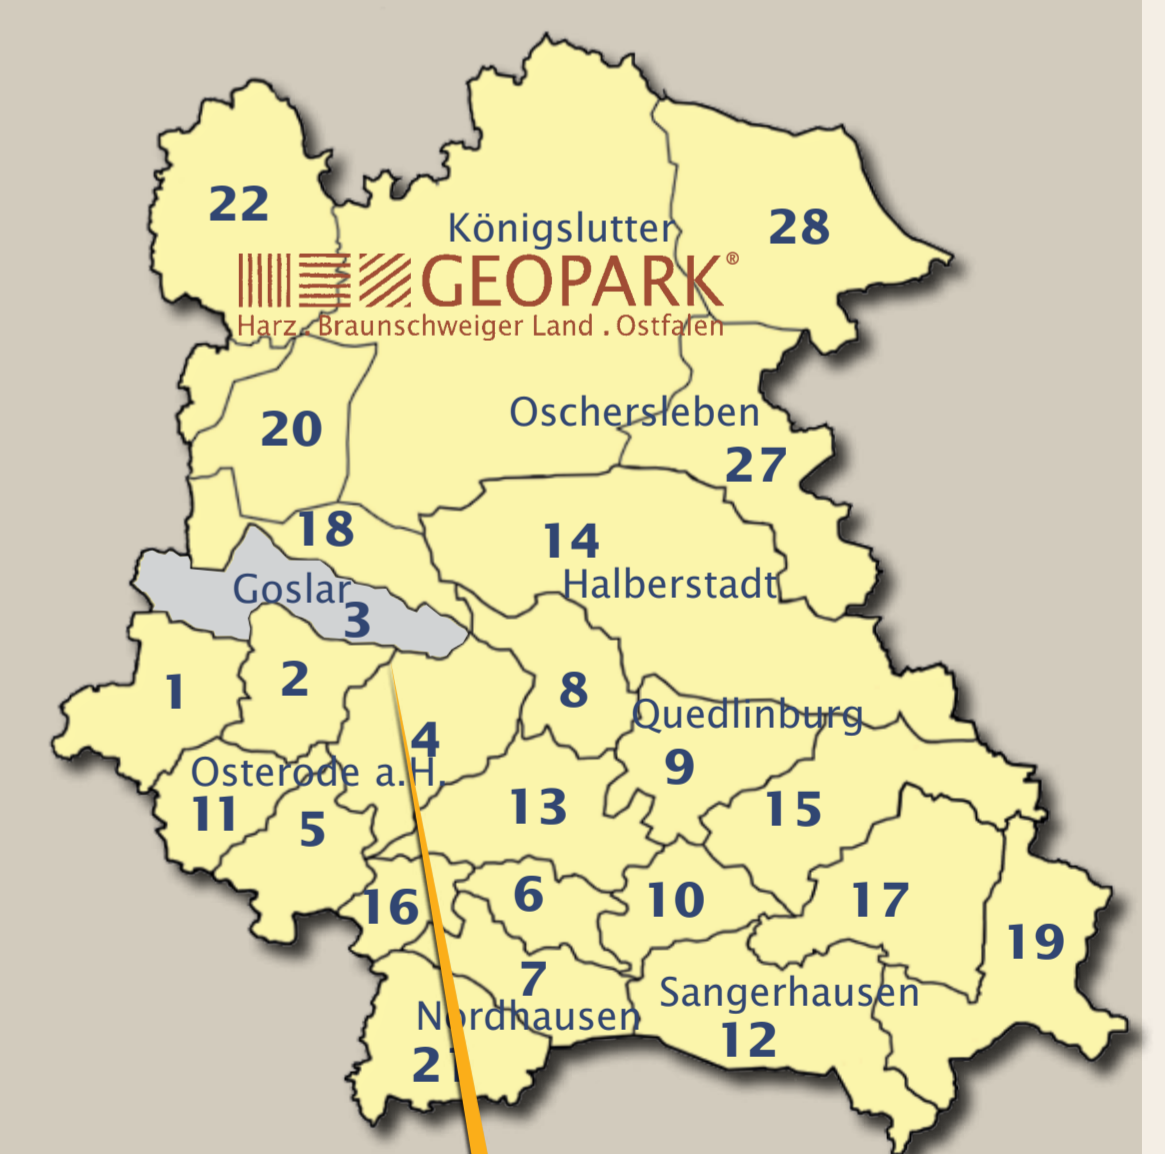 22
28
Königslutter
GEOPARK®
Harz . Braunschweiger Land . Ostfalen
20
Oschersleben
27
18
14
Goslar
3
Halberstadt
1
2
8
4
Quedlinburg
9
Osterode a.H.
11
5
13
15
16
6
10
17
19
7
Sangerhausen
Nordhausen
12
21